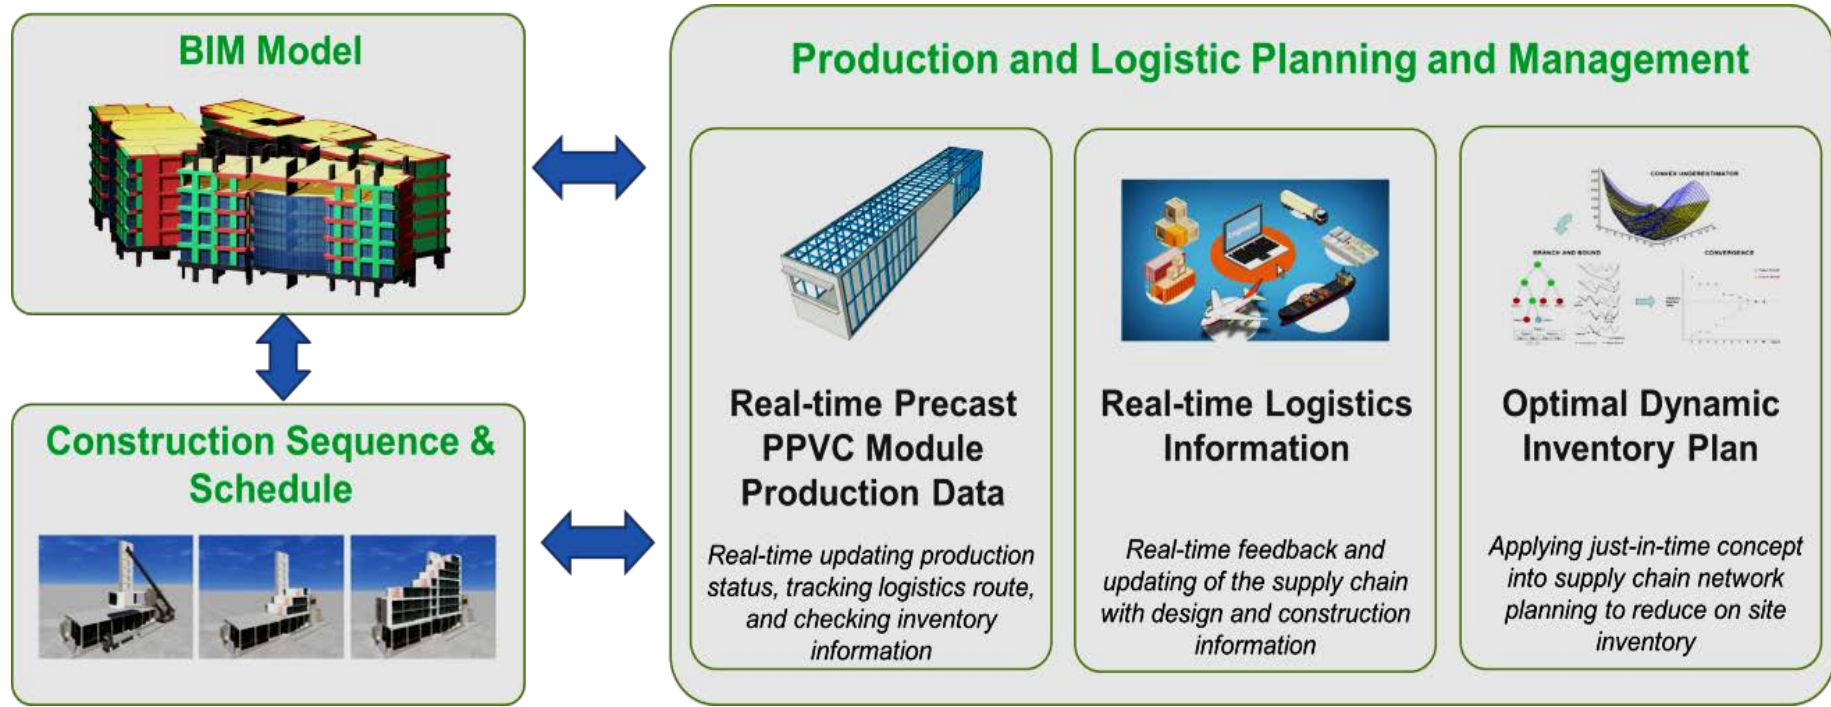 BIM Model
Construction Sequence &
Schedule
Production and Logistic Planning and Management
Real-time Precast
PPVC Module
Production Data
Real-time updating production
status, tracking logistics route,
and checking inventory
information
Real-time Logistics
Information
Real-time feedback and
updating of the supply chain
with design and construction
information
CONVEX UNDERESTIMATOR
BRANCH AND BOUND
CONVERGENCE
Optimal Dynamic
Inventory Plan
Applying just-in-time concept
into supply chain network
planning to reduce on site
inventory